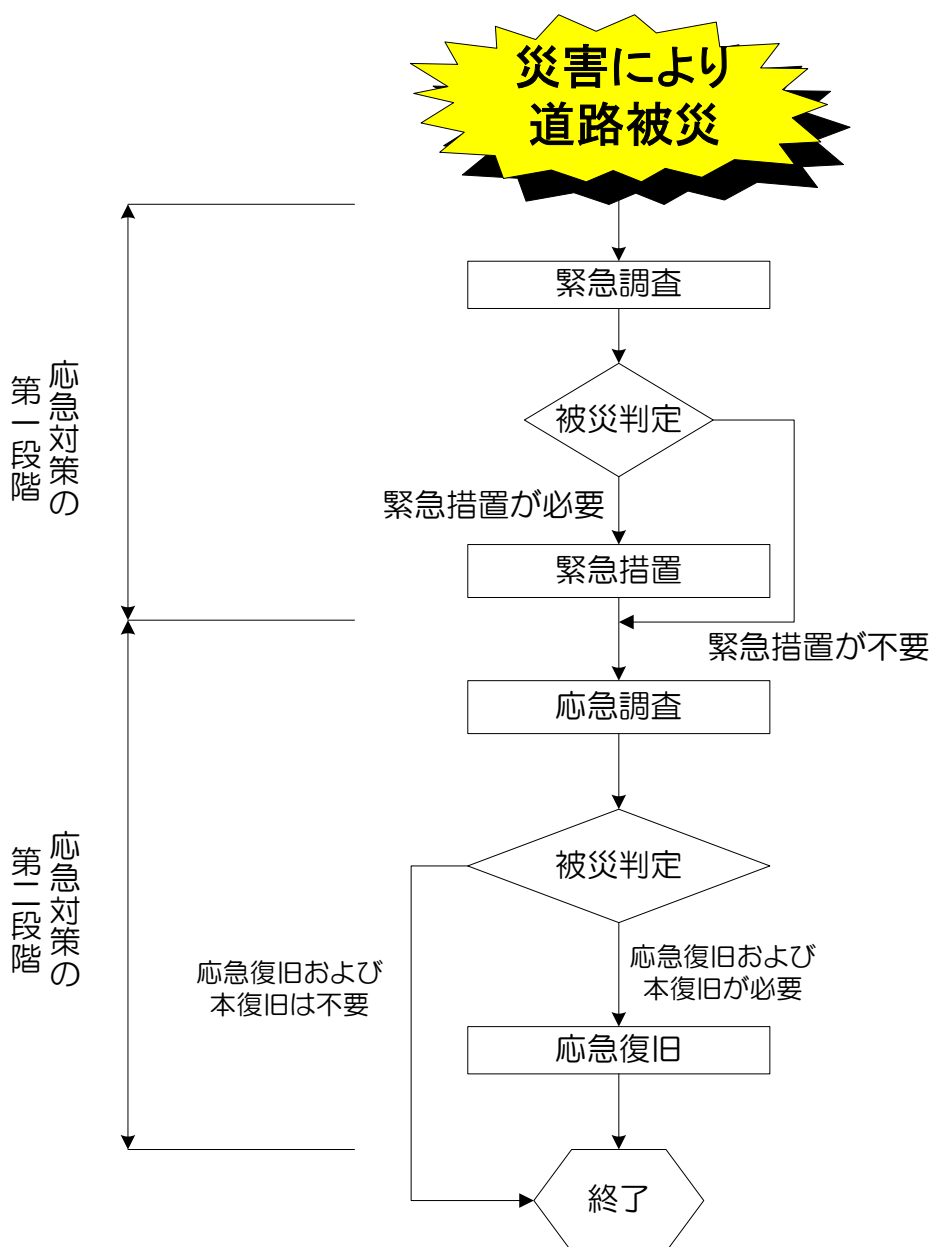 災害により
道路被災
緊急調査
被災判定
緊急措置が必要
緊急措置
緊急措置が不要
応急対策の
第一段階
応急調査
被災判定
応急復旧および
本復旧は不要
応急復旧および
本復旧が必要
応急復旧
応急対策の
第二段階
終了